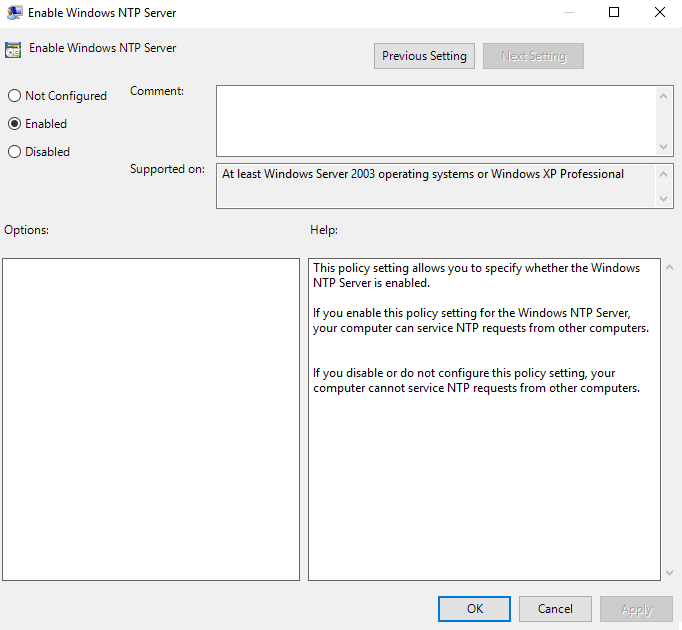 Enable Windows NTP Server
Enable Windows NTP Server
Previous Setting
Next Setting
Not Configured
Enabled
Disabled
Comment:
Supported on:
At least Windows Server 2003 operating systems or Windows XP Professional
Options:
Help:
This policy setting allows you to specify whether the Windows
NTP Server is enabled.
If you enable this policy setting for the Windows NTP Server,
your computer can service NTP requests from other computers.
If you disable or do not configure this policy setting, your
computer cannot service NTP requests from other computers.
OK
Cancel
Apply